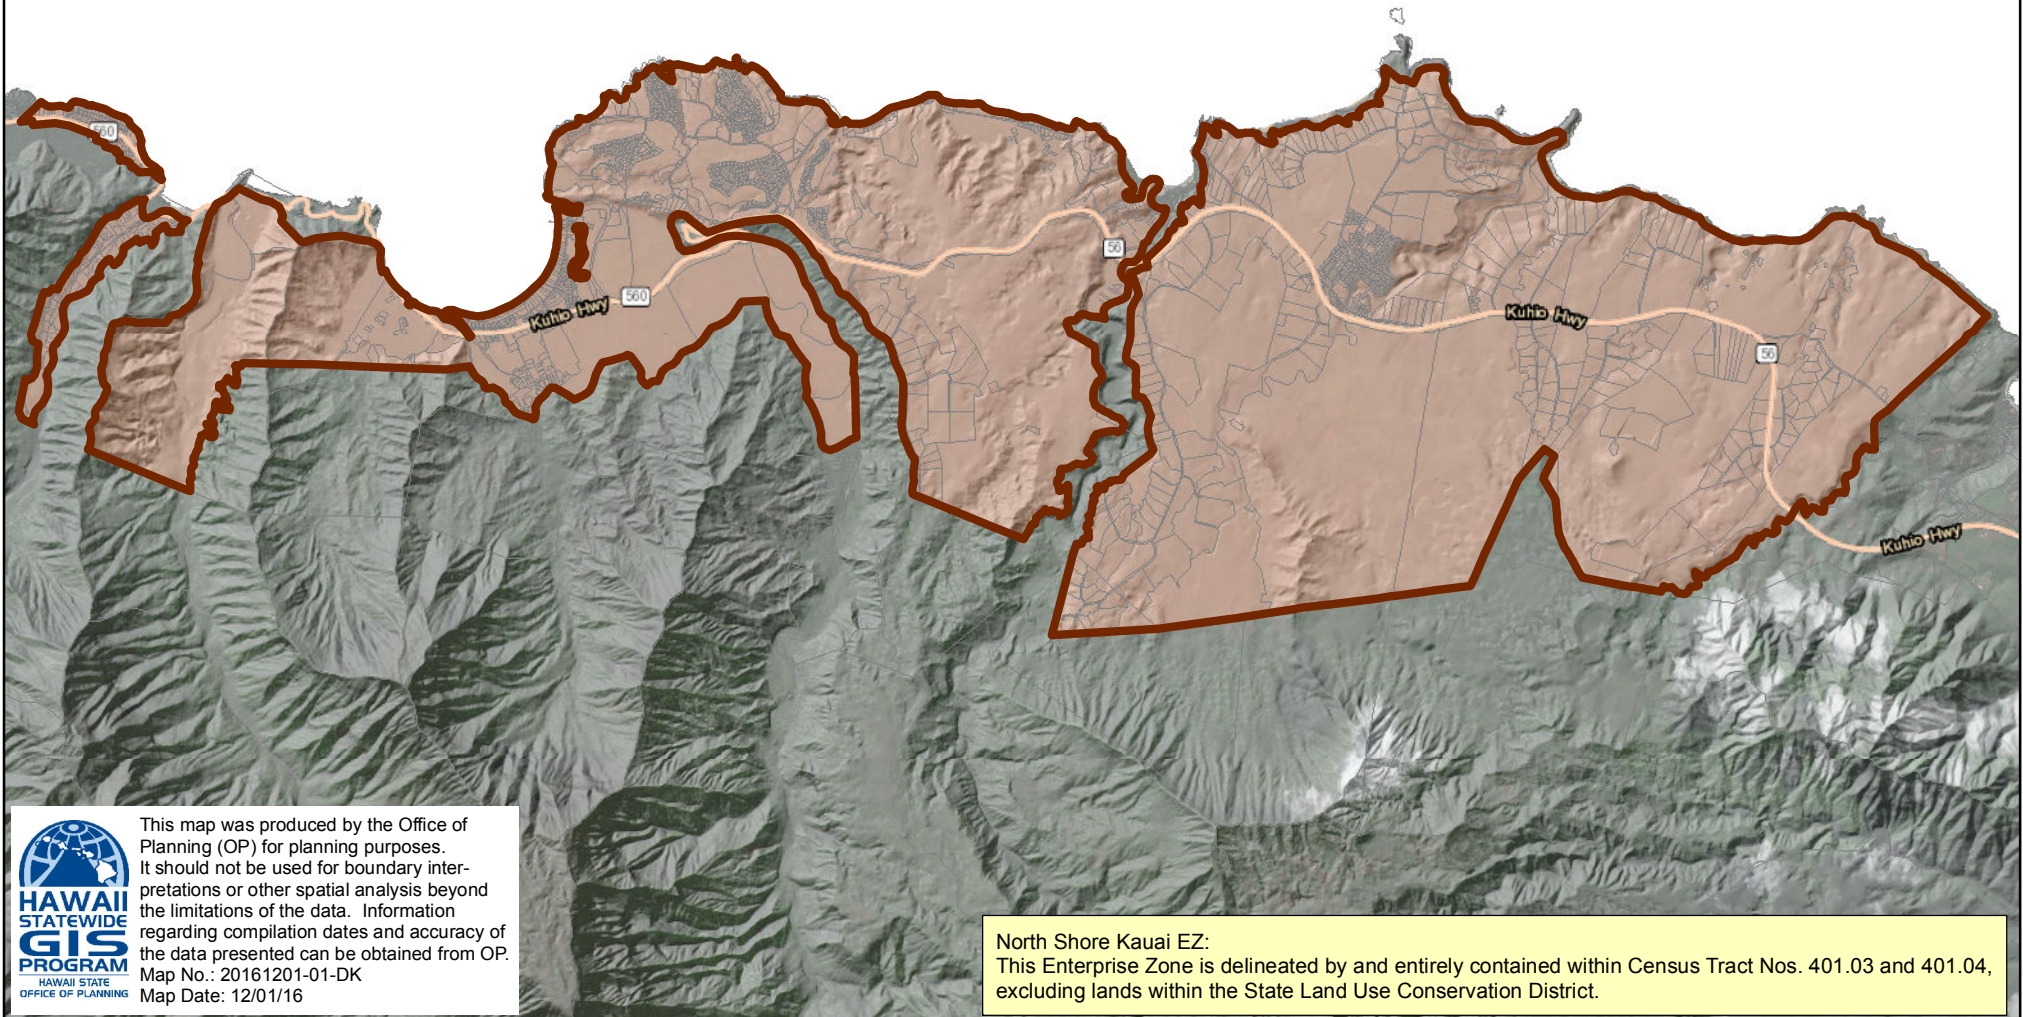 560
56
Kuhio Hwy
560
Kuhio Hwy
56
Kuhio Hwy
HAWAII
STATEWIDE
GIS
PROGRAM
HAWAII STATE
OFFICE OF PLANNING
This map was produced by the Office of
Planning (OP) for planning purposes.
It should not be used for boundary inter-
pretations or other spatial analysis beyond
the limitations of the data.  Information
regarding compilation dates and accuracy of
the data presented can be obtained from OP.
Map No.: 20161201-01-DK
Map Date: 12/01/16
North Shore Kauai EZ:
This Enterprise Zone is delineated by and entirely contained within Census Tract Nos. 401.03 and 401.04,
excluding lands within the State Land Use Conservation District.